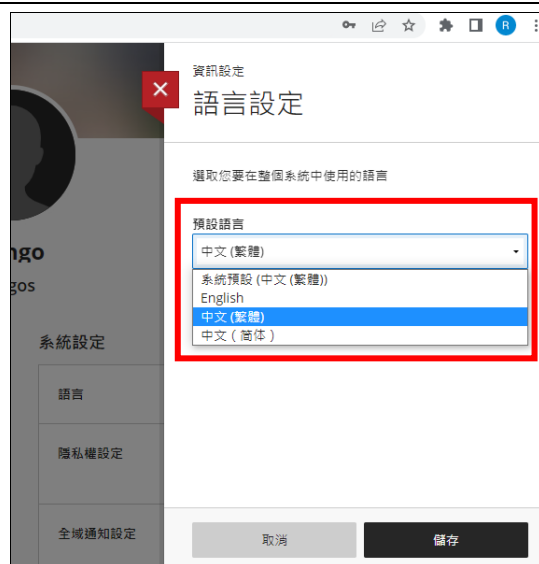 R
資訊設定
語言設定
選取您要在整個系統中使用的語言
預設語言
中文 (繁體)
系統預設 (中文 (繁體))
English
中文 (繁體)
中文 ( 简体 )
ngo
gos
系統設定
語言
隱私權設定
全域通知設定
取消
儲存